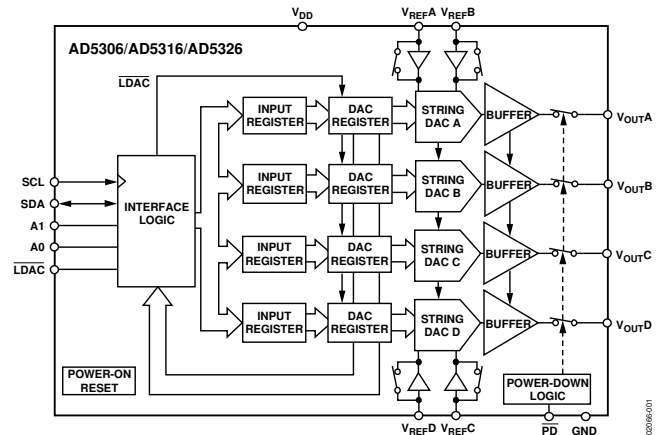 VDD
VREFA
VREFB
AD5306/AD5316/AD5326
LDAC
INPUT
REGISTER
DAC
REGISTER
STRING
DAC A
BUFFER
VOUTA
SCL
SDA
A1
A0
LDAC
INTERFACE
LOGIC
INPUT
REGISTER
DAC
REGISTER
STRING
DAC B
BUFFER
VOUTB
INPUT
REGISTER
DAC
REGISTER
STRING
DAC C
BUFFER
VOUTC
INPUT
REGISTER
DAC
REGISTER
STRING
DAC D
BUFFER
VOUTD
POWER-ON
RESET
POWER-DOWN
LOGIC
VREFD
VREFC
PD
GND
02066-001